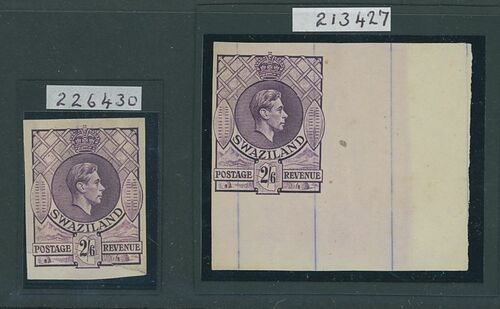 226430
SWAZILAND
POSTAGE 2/6 REVENUE
213427
SWAZILAND
POSTAGE 2/6 REVENUE